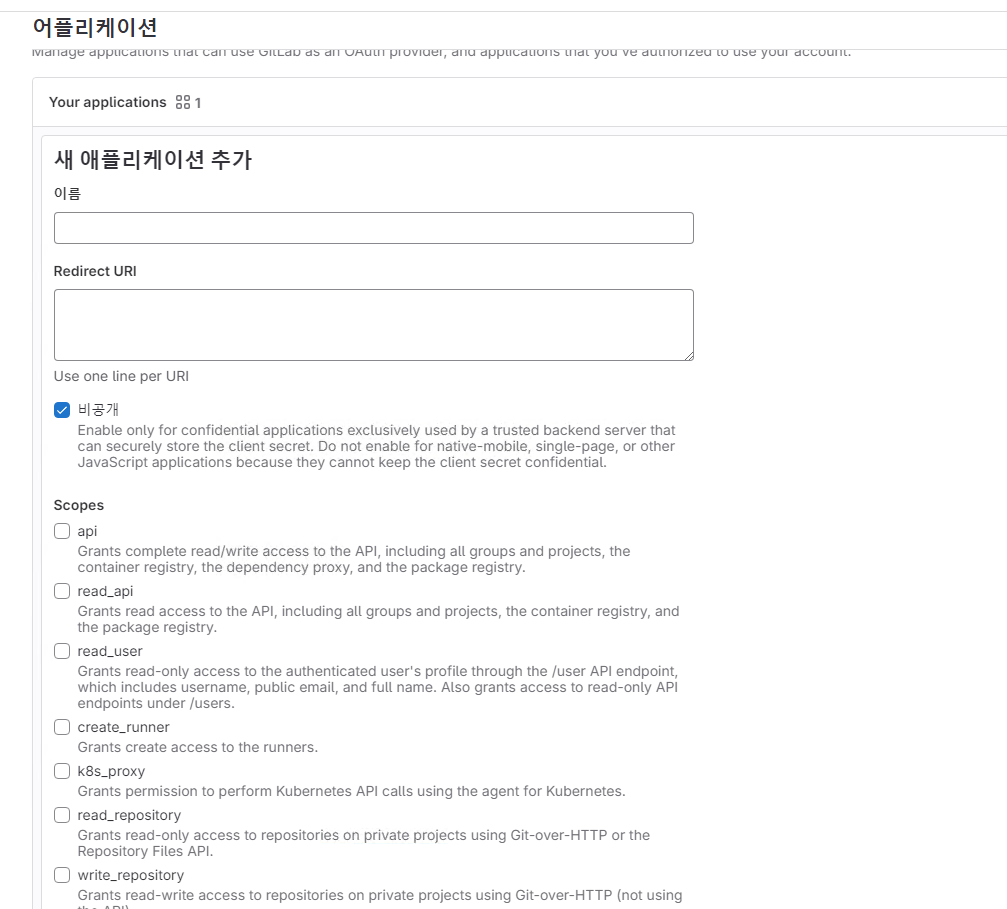 어플리케이션
Manage applications that can use GitLab as an OAuth provider, and applications that you've authorized to use your account.
Your applications 1
새 애플리케이션 추가
이름
Redirect URI
Use one line per URI
비공개
Enable only for confidential applications exclusively used by a trusted backend server that
can securely store the client secret. Do not enable for native-mobile, single-page, or other
JavaScript applications because they cannot keep the client secret confidential.
Scopes
api
Grants complete read/write access to the API, including all groups and projects, the
container registry, the dependency proxy, and the package registry.
read_api
Grants read access to the API, including all groups and projects, the container registry, and
the package registry.
read_user
Grants read-only access to the authenticated user's profile through the /user API endpoint,
which includes username, public email, and full name. Also grants access to read-only API
endpoints under /users.
create_runner
Grants create access to the runners.
k8s_proxy
Grants permission to perform Kubernetes API calls using the agent for Kubernetes.
read_repository
Grants read-only access to repositories on private projects using Git-over-HTTP or the
Repository Files API.
write_repository
Grants read-write access to repositories on private projects using Git-over-HTTP (not using
the API).